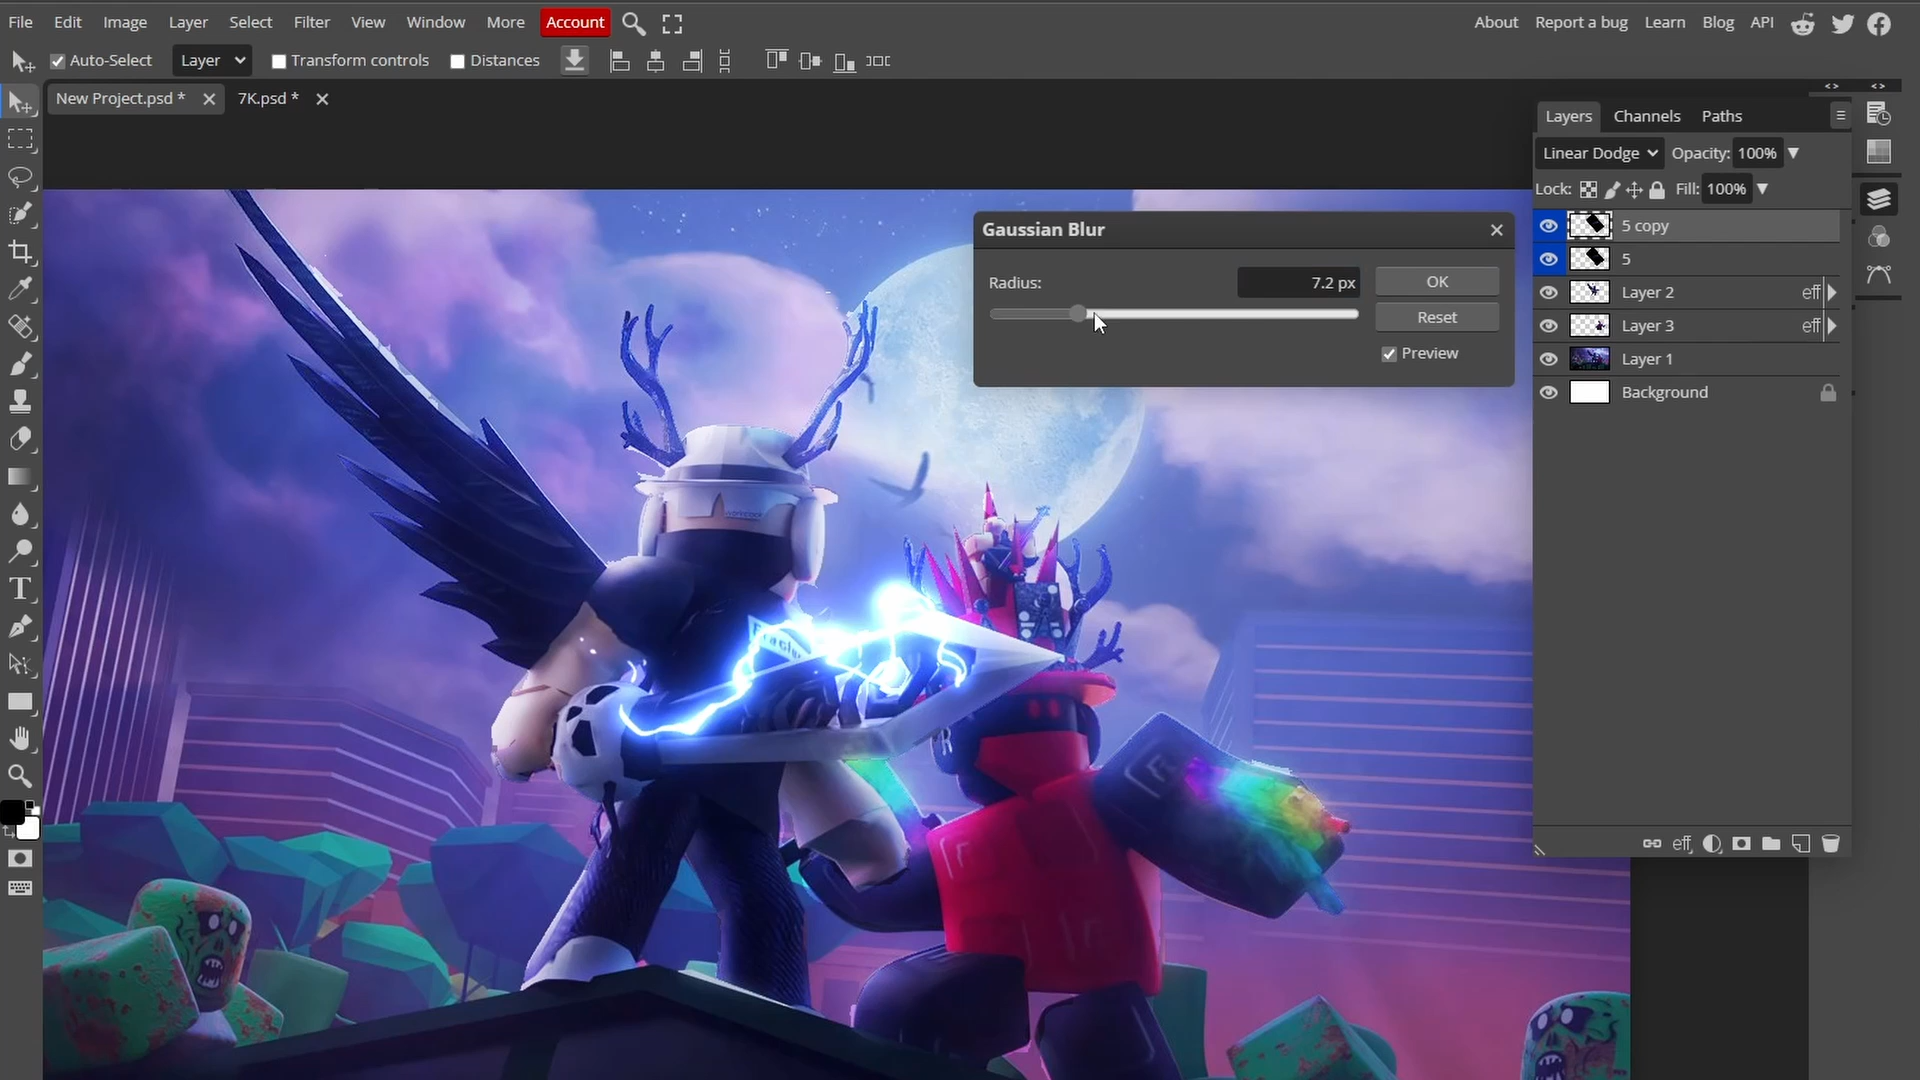 File Edit Image Layer Select Filter View Window More Account About Report a bug Learn Blog API
Auto-Select Layer Transform controls Distances
New Project.psd * 7K.psd *
Layers Channels Paths
Linear Dodge Opacity: 100%
Lock: Fill: 100%
5 copy
5
Layer 2 eff
Layer 3 eff
Layer 1
Background
eff
Gaussian Blur
Radius: 7.2 px OK
Reset
Preview